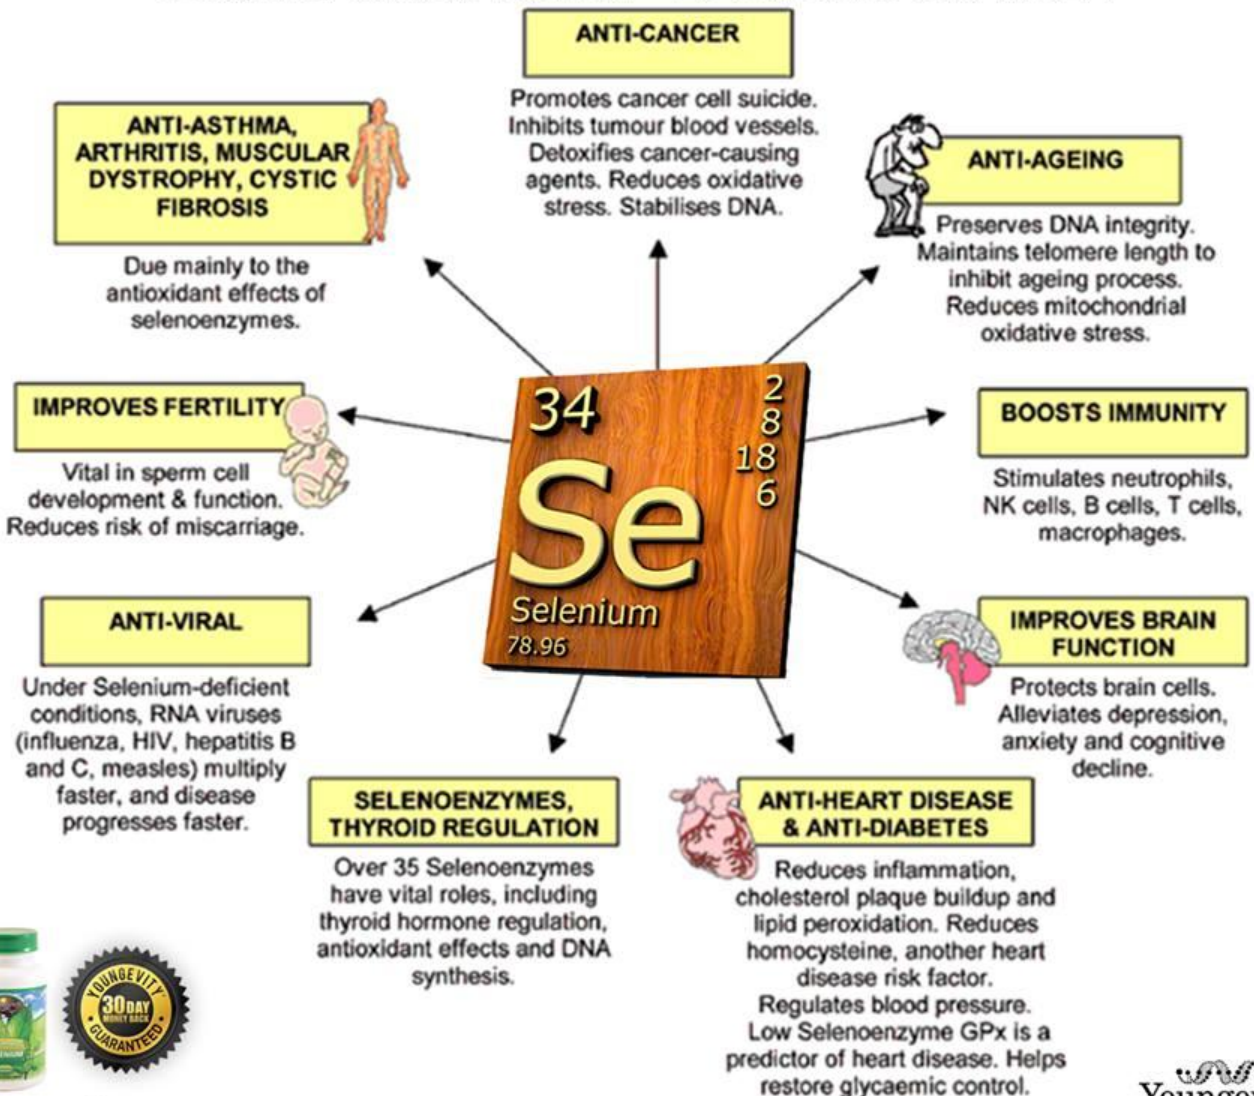 ANTI-CANCER
Promotes cancer cell suicide.
Inhibits tumour blood vessels.
Detoxifies cancer-causing
agents. Reduces oxidative
stress. Stabilises DNA.
ANTI-ASTHMA,
ARTHRITIS, MUSCULAR
DYSTROPHY, CYSTIC
FIBROSIS
Due mainly to the
antioxidant effects of
selenoenzymes.
ANTI-AGEING
Preserves DNA integrity.
Maintains telomere length to
inhibit ageing process.
Reduces mitochondrial
oxidative stress.
IMPROVES FERTILITY
Vital in sperm cell
development & function.
Reduces risk of miscarriage.
34
2
8
18
6
Se
Selenium
78.96
BOOSTS IMMUNITY
Stimulates neutrophils,
NK cells, B cells, T cells,
macrophages.
ANTI-VIRAL
Under Selenium-deficient
conditions, RNA viruses
(influenza, HIV, hepatitis B
and C, measles) multiply
faster, and disease
progresses faster.
IMPROVES BRAIN
FUNCTION
Protects brain cells.
Alleviates depression,
anxiety and cognitive
decline.
SELENOENZYMES,
THYROID REGULATION
Over 35 Selenoenzymes
have vital roles, including
thyroid hormone regulation,
antioxidant effects and DNA
synthesis.
ANTI-HEART DISEASE
& ANTI-DIABETES
Reduces inflammation,
cholesterol plaque buildup and
lipid peroxidation. Reduces
homocysteine, another heart
disease risk factor.
Regulates blood pressure.
Low Selenoenzyme GPx is a
predictor of heart disease. Helps
restore glycaemic control.
YOUNGEVITY
30 DAY
MONEY BACK
GUARANTEED